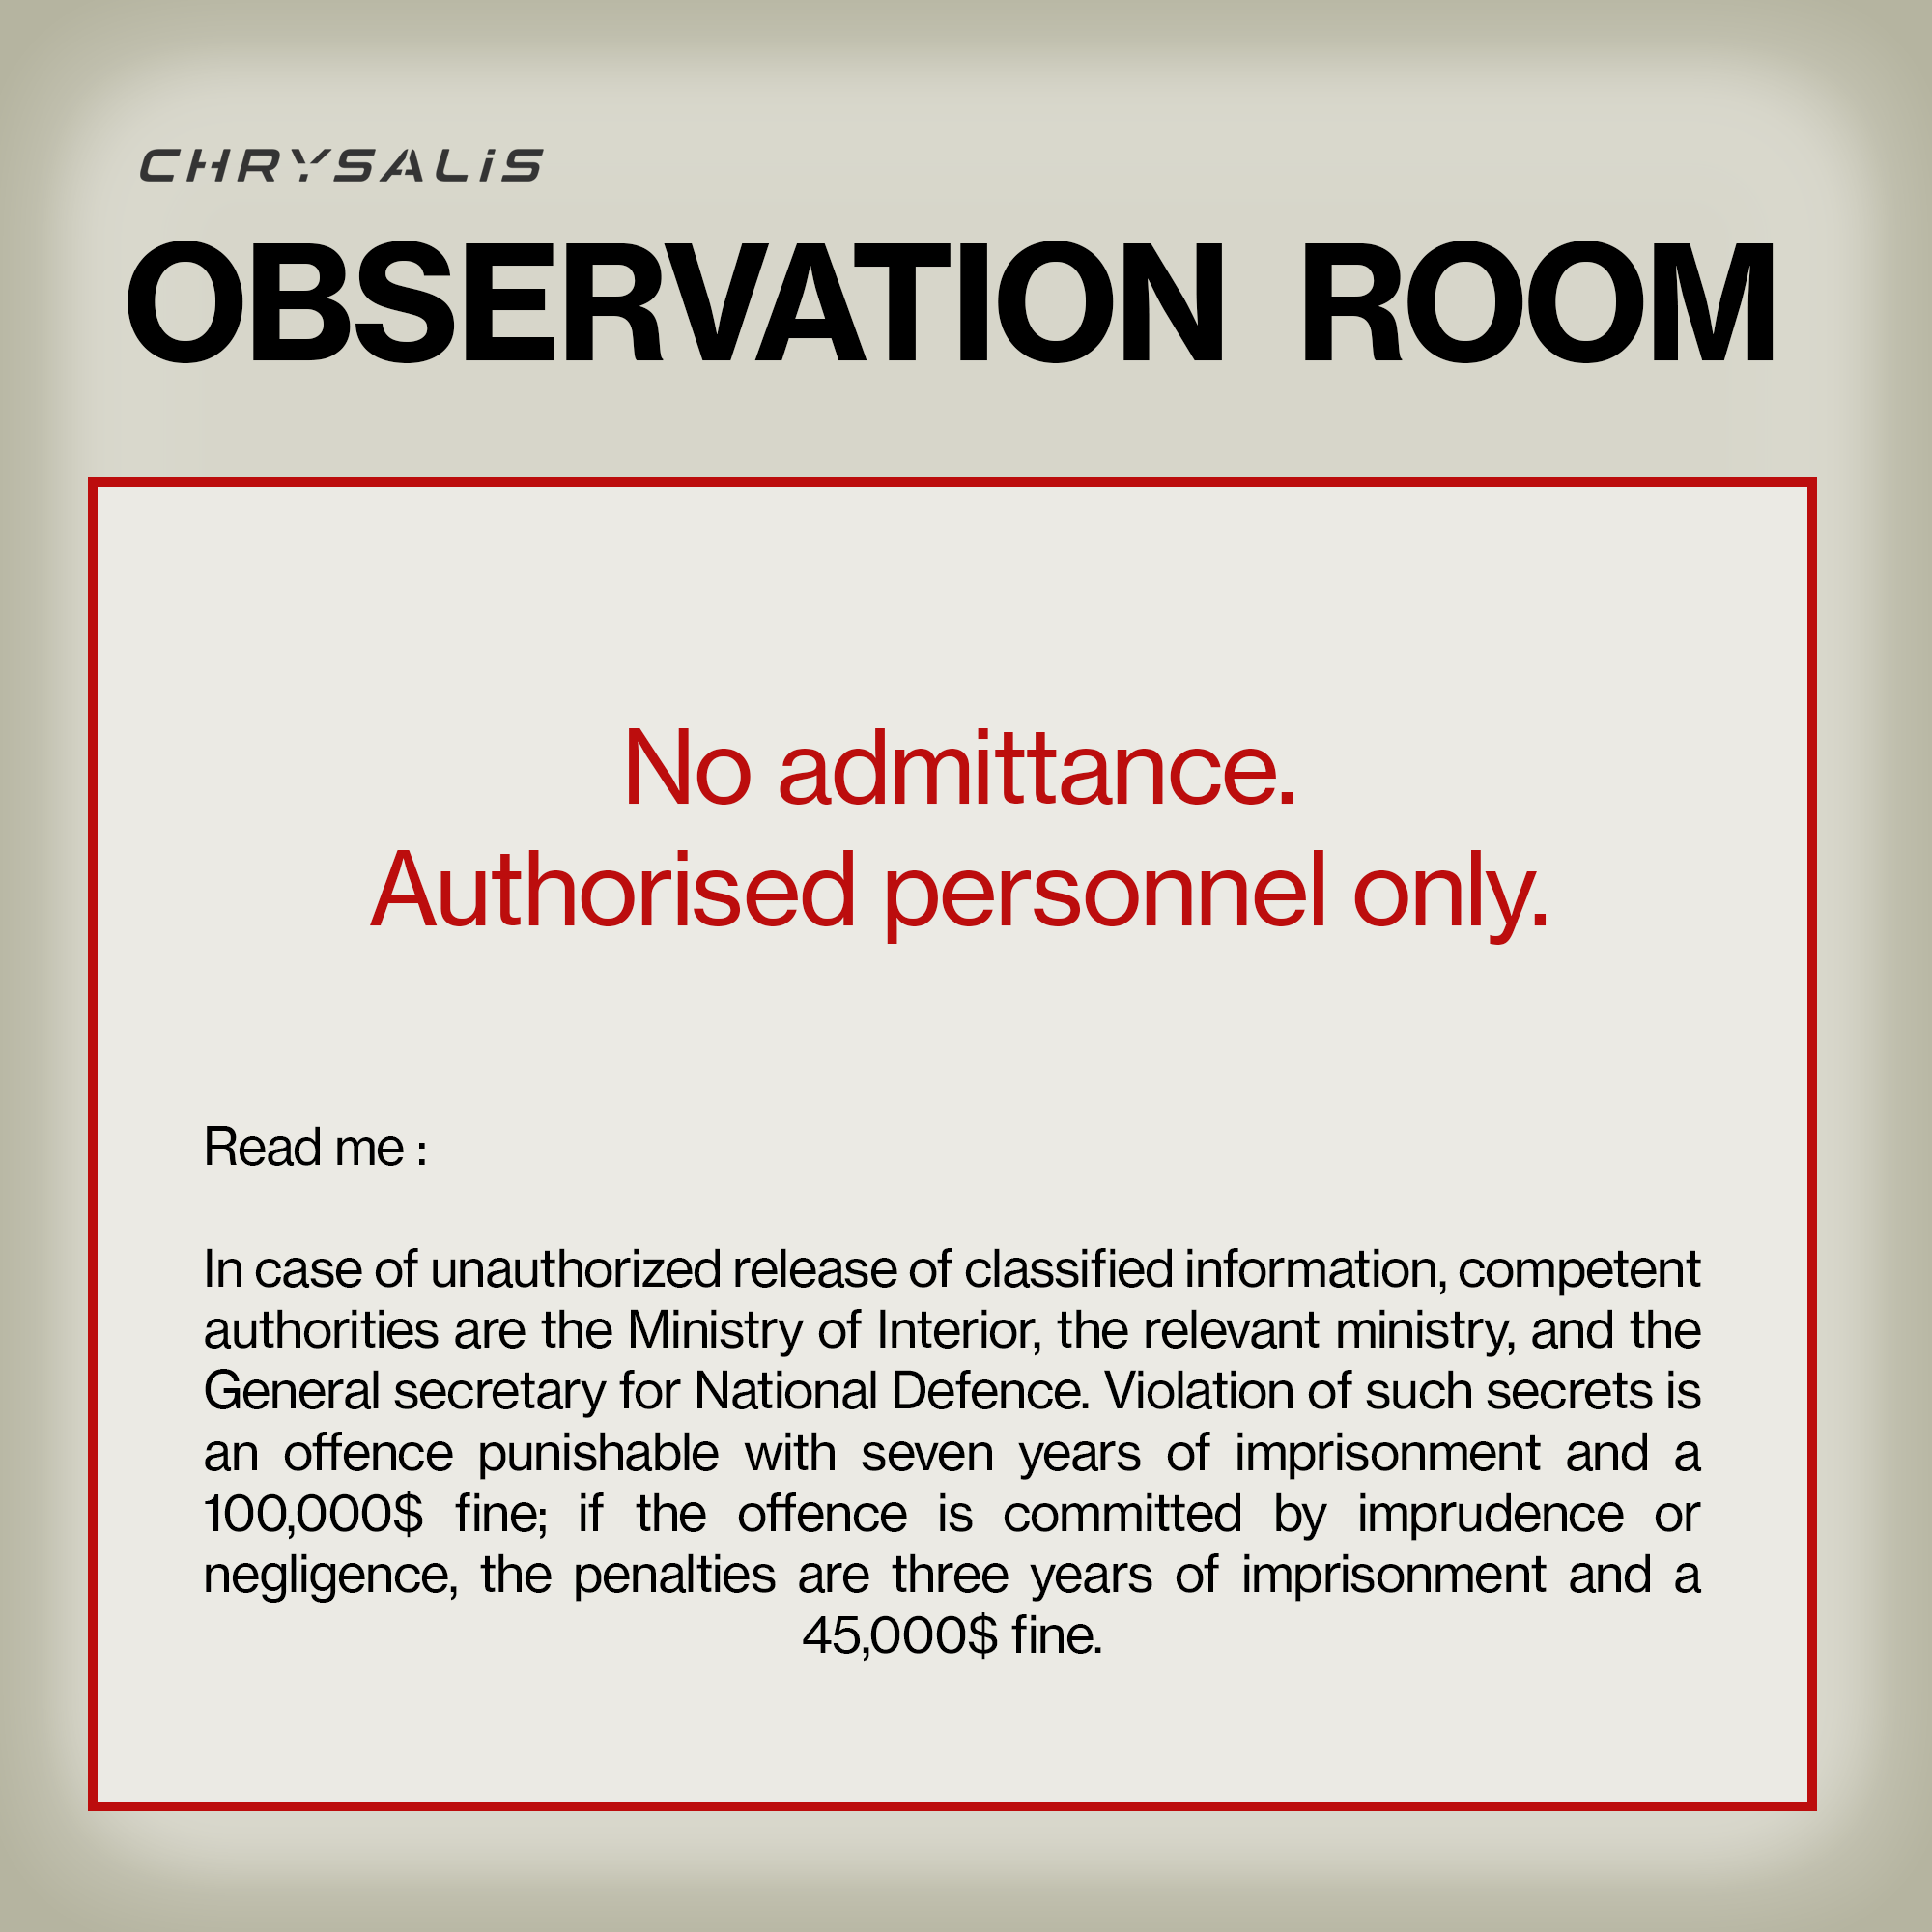 CHRYSALiS
OBSERVATION ROOM
No admittance.
Authorised personnel only.
Read me :
In case of unauthorized release of classified information, competent
authorities are the Ministry of Interior, the relevant ministry, and the
General secretary for National Defence. Violation of such secrets is
an offence punishable with seven years of imprisonment and a
100,000$ fine; if the offence is committed by imprudence or
negligence, the penalties are three years of imprisonment and a
45,000$ fine.